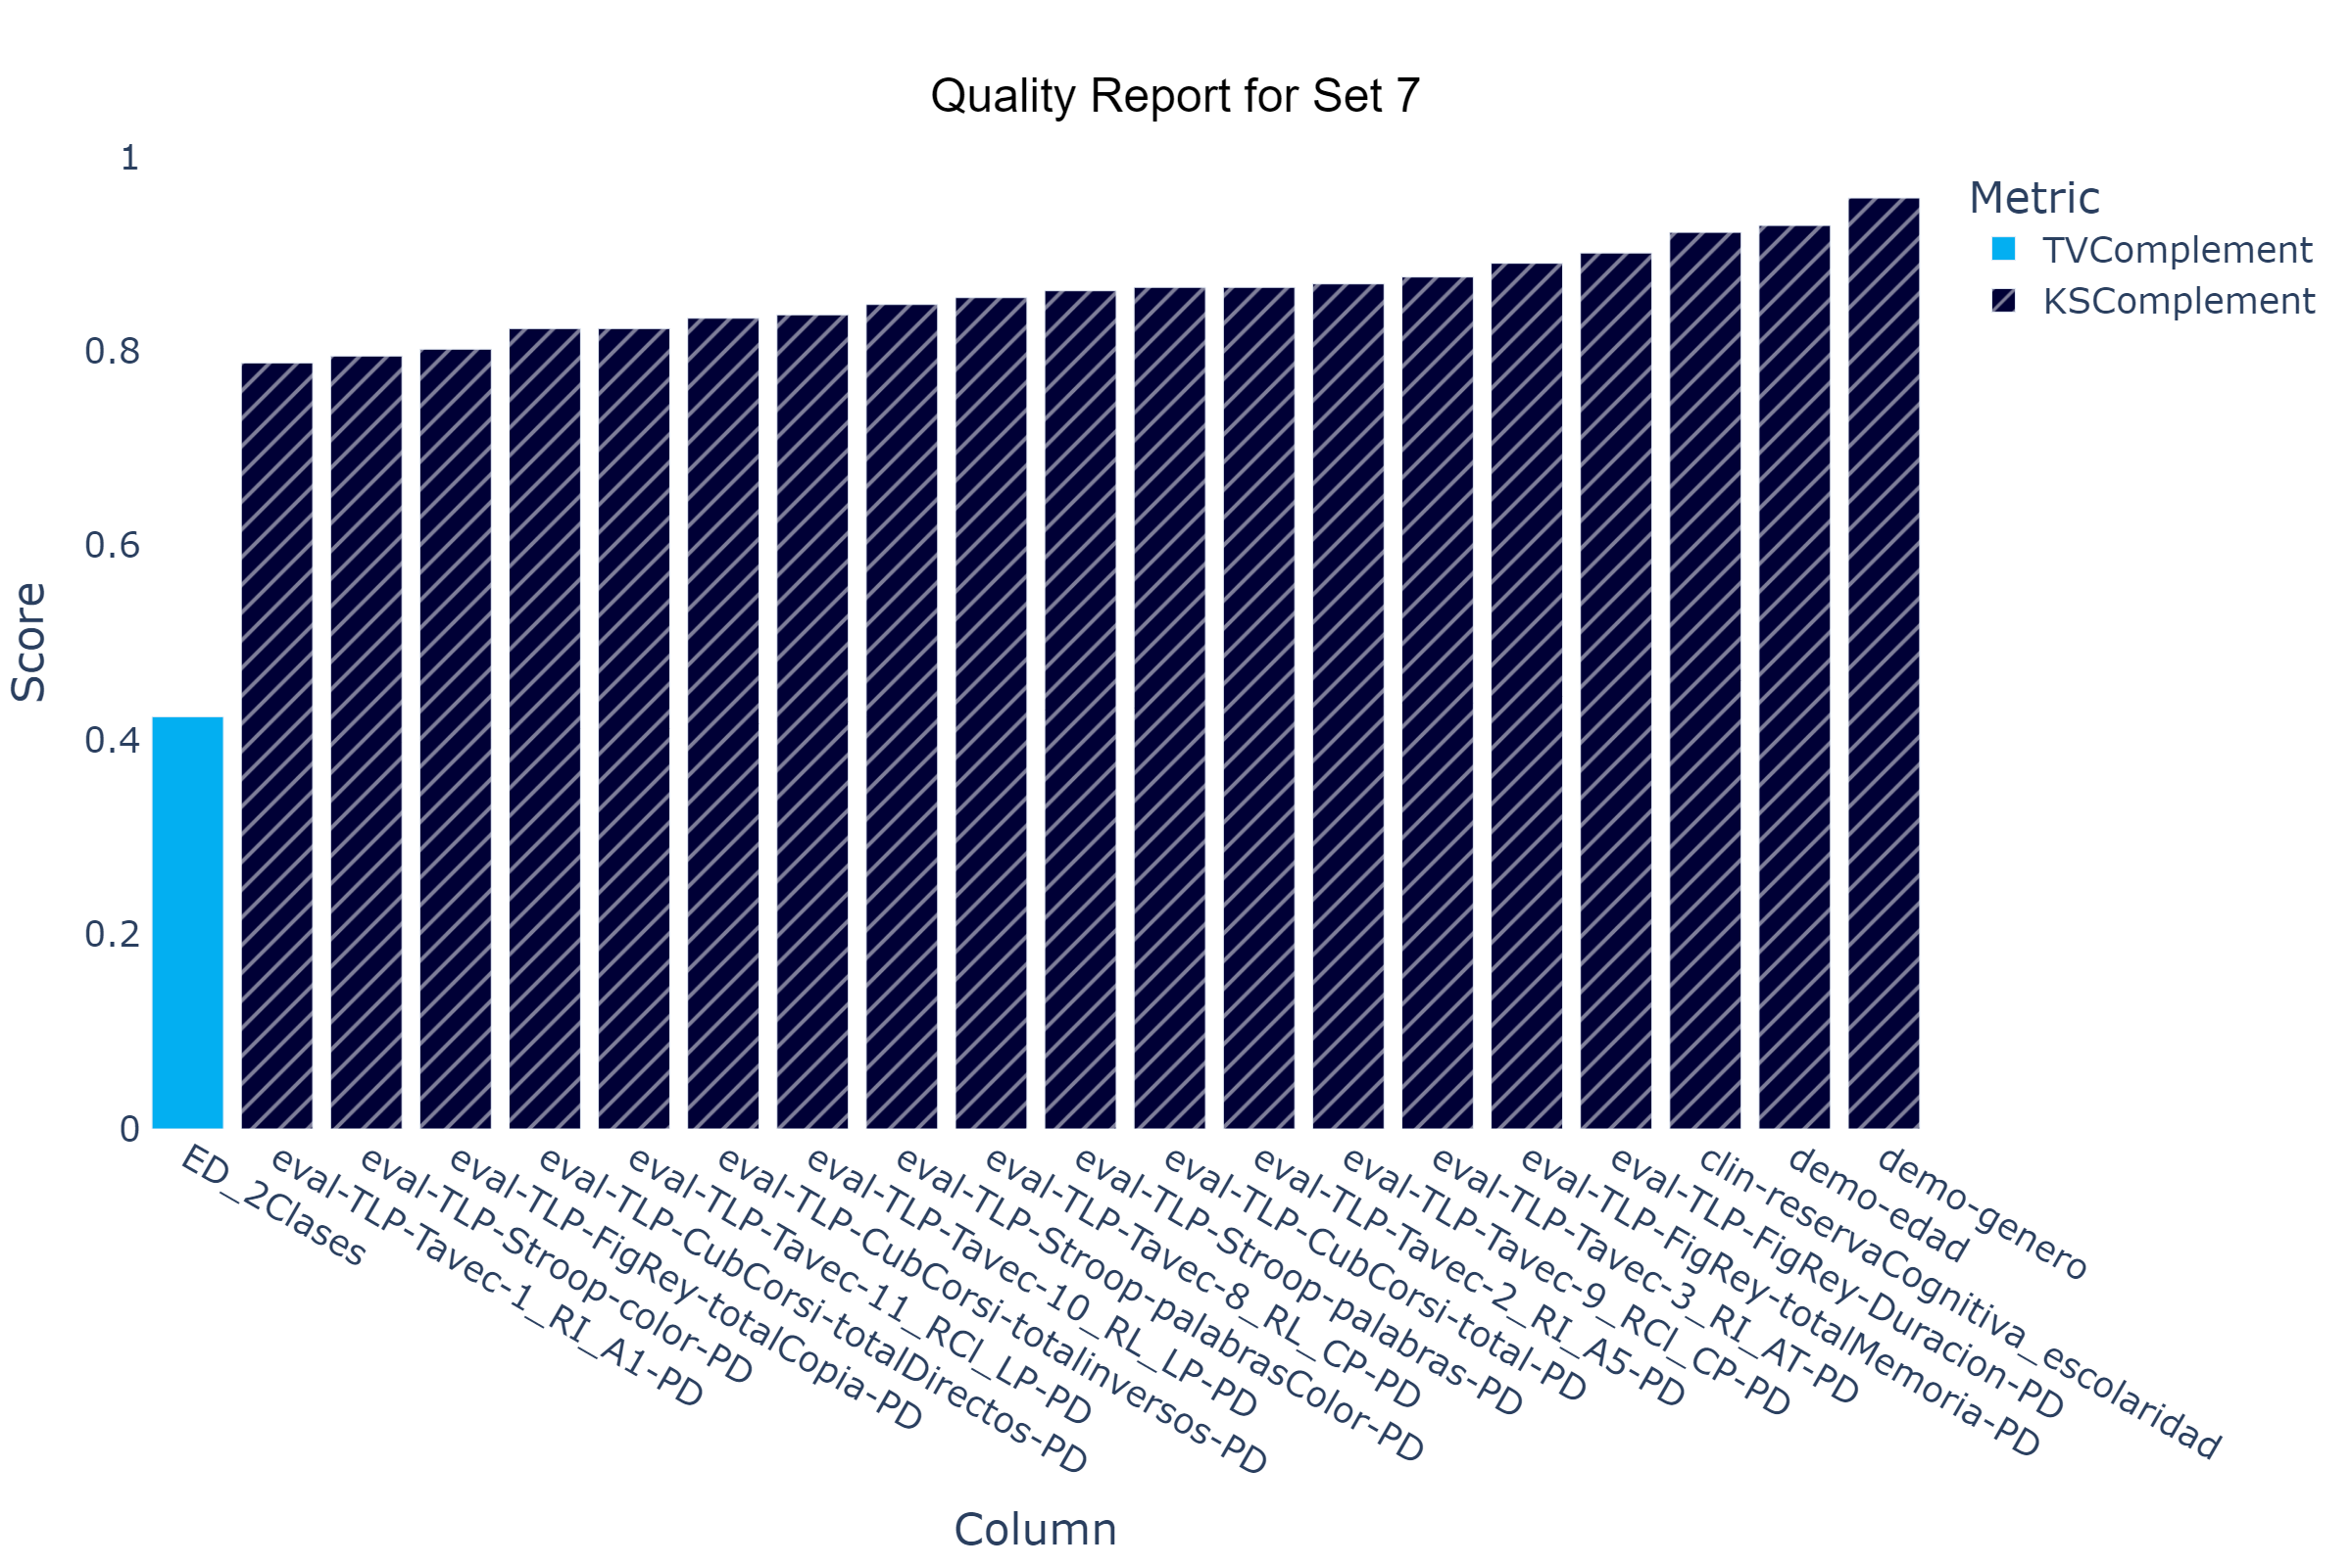 Quality Report for Set 7
1
0.8
0.6
0.4
0.2
0
Score
Metric
TVComplement
KSComplement
ED_2Clases
eval-TLP-Tavec-1_RI_A1-PD
eval-TLP-Stroop-color-PD
eval-TLP-FigRey-totalCopia-PD
eval-TLP-CubCorsi-totalDirectos-PD
eval-TLP-Tavec-11_RCl_LP-PD
eval-TLP-CubCorsi-totalinversos-PD
eval-TLP-Tavec-10_RL_LP-PD
eval-TLP-Stroop-palabrasColor-PD
eval-TLP-Tavec-8_RL_CP-PD
eval-TLP-Stroop-palabras-PD
eval-TLP-CubCorsi-total-PD
eval-TLP-Tavec-2_RI_A5-PD
eval-TLP-Tavec-9_RCl_CP-PD
eval-TLP-Tavec-3_RI_AT-PD
eval-TLP-FigRey-totalMemoria-PD
eval-TLP-FigRey-Duracion-PD
clin-reservaCognitiva_escolaridad
demo-edad
demo-genero
Column